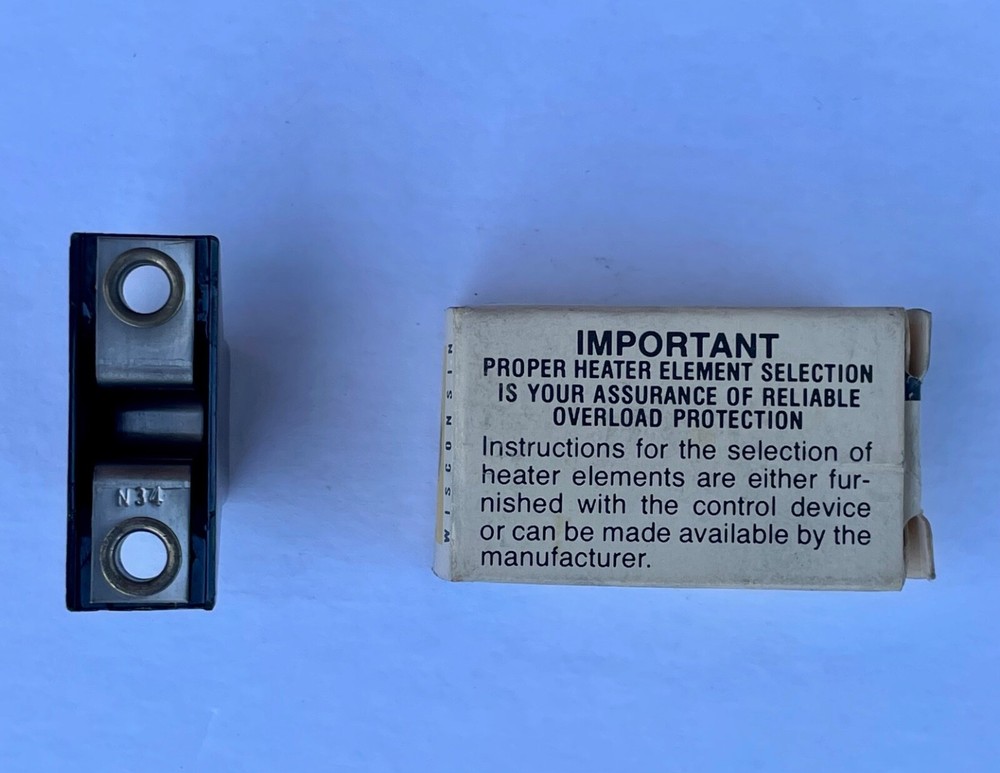 N34
WISCONSIN
IMPORTANT
PROPER HEATER ELEMENT SELECTION
IS YOUR ASSURANCE OF RELIABLE
OVERLOAD PROTECTION
Instructions for the selection of
heater elements are either fur-
nished with the control device
or can be made available by the
manufacturer.